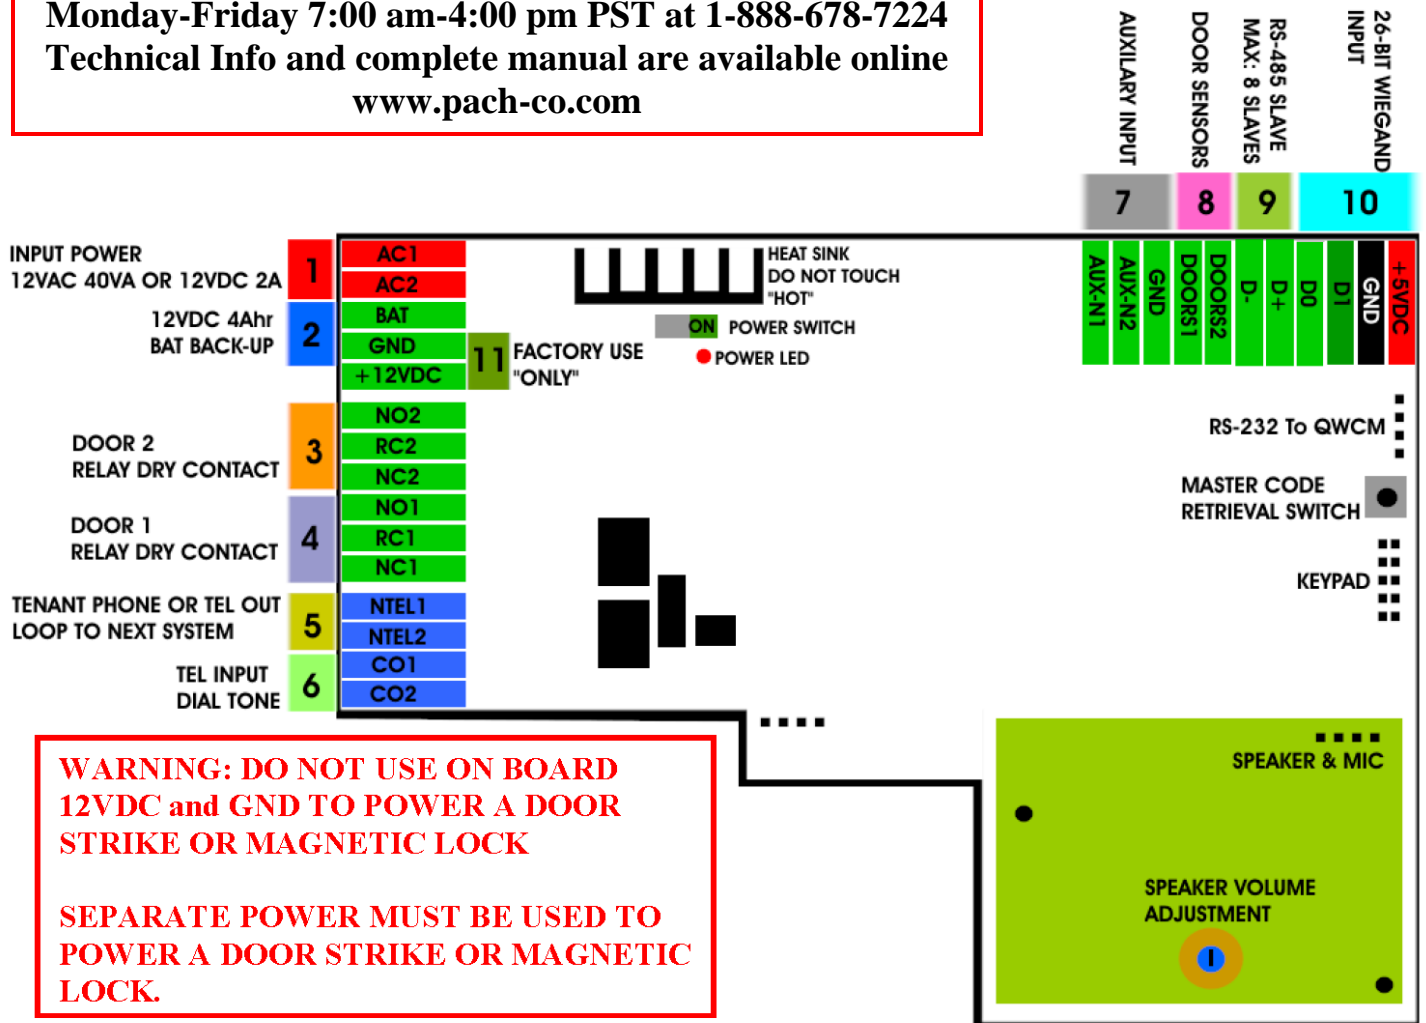 Monday-Friday 7:00 am-4:00 pm PST at 1-888-678-7224
Technical Info and complete manual are available online
www.pach-co.com
AUXILARY INPUT
DOOR SENSORS
RS-485 SLAVE
MAX: 8 SLAVES
26-BIT WIEGAND
INPUT
7
8
9
10
AUX-N1
AUX-N2
GND
DOORS1
DOORS2
D-
D+
D0
D1
GND
+5VDC
INPUT POWER
12VAC 40VA OR 12VDC 2A
1
AC1
AC2
12VDC 4Ahr
BAT BACK-UP
2
BAT
GND
+12VDC
11
FACTORY USE
"ONLY"
HEAT SINK
DO NOT TOUCH
"HOT"
ON
POWER SWITCH
POWER LED
DOOR 2
RELAY DRY CONTACT
3
NO2
RC2
NC2
DOOR 1
RELAY DRY CONTACT
4
NO1
RC1
NC1
TENANT PHONE OR TEL OUT
LOOP TO NEXT SYSTEM
5
NTEL1
NTEL2
TEL INPUT
DIAL TONE
6
CO1
CO2
RS-232 To QWCM
MASTER CODE
RETRIEVAL SWITCH
KEYPAD
SPEAKER & MIC
SPEAKER VOLUME
ADJUSTMENT
WARNING: DO NOT USE ON BOARD
12VDC and GND TO POWER A DOOR
STRIKE OR MAGNETIC LOCK
SEPARATE POWER MUST BE USED TO
POWER A DOOR STRIKE OR MAGNETIC
LOCK.